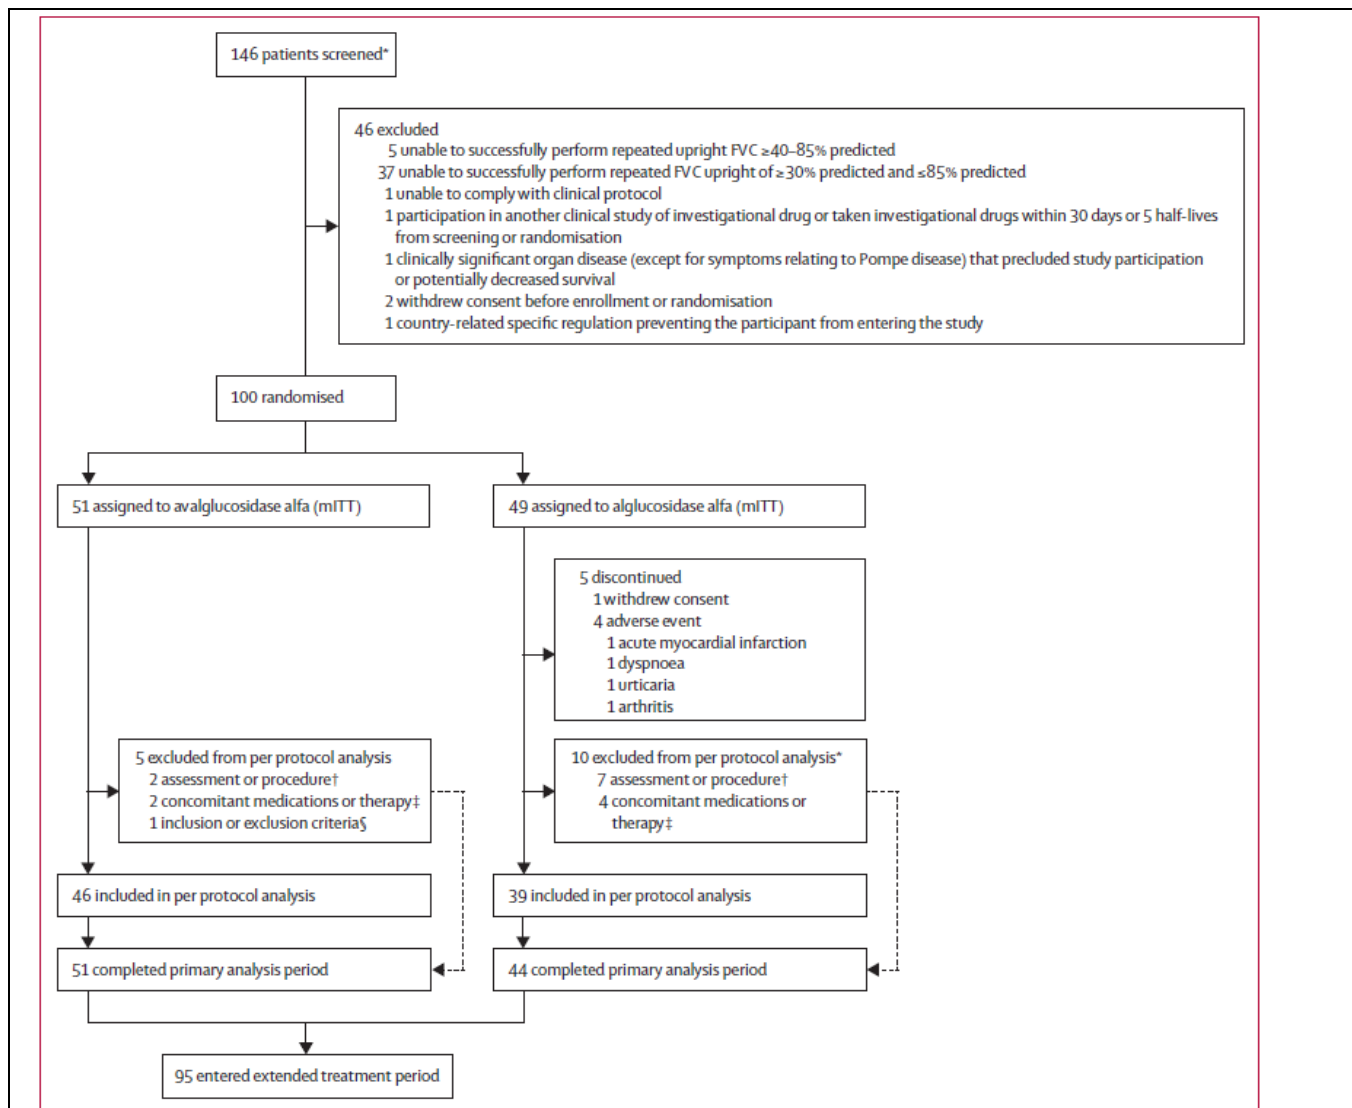 146 patients screened*
46 excluded
5 unable to successfully perform repeated upright FVC ≥40–85% predicted
37 unable to successfully perform repeated FVC upright of ≥30% predicted and ≤85% predicted
1 unable to comply with clinical protocol
1 participation in another clinical study of investigational drug or taken investigational drugs within 30 days or 5 half-lives
from screening or randomisation
1 clinically significant organ disease (except for symptoms relating to Pompe disease) that precluded study participation
or potentially decreased survival
2 withdrew consent before enrollment or randomisation
1 country-related specific regulation preventing the participant from entering the study
100 randomised
51 assigned to avalglucosidase alfa (mITT)
49 assigned to alglucosidase alfa (mITT)
5 discontinued
1 withdrew consent
4 adverse event
1 acute myocardial infarction
1 dyspnoea
1 urticaria
1 arthritis
5 excluded from per protocol analysis
2 assessment or procedure†
2 concomitant medications or therapy‡
1 inclusion or exclusion criteria§
10 excluded from per protocol analysis*
7 assessment or procedure†
4 concomitant medications or
therapy‡
46 included in per protocol analysis
39 included in per protocol analysis
51 completed primary analysis period
44 completed primary analysis period
95 entered extended treatment period